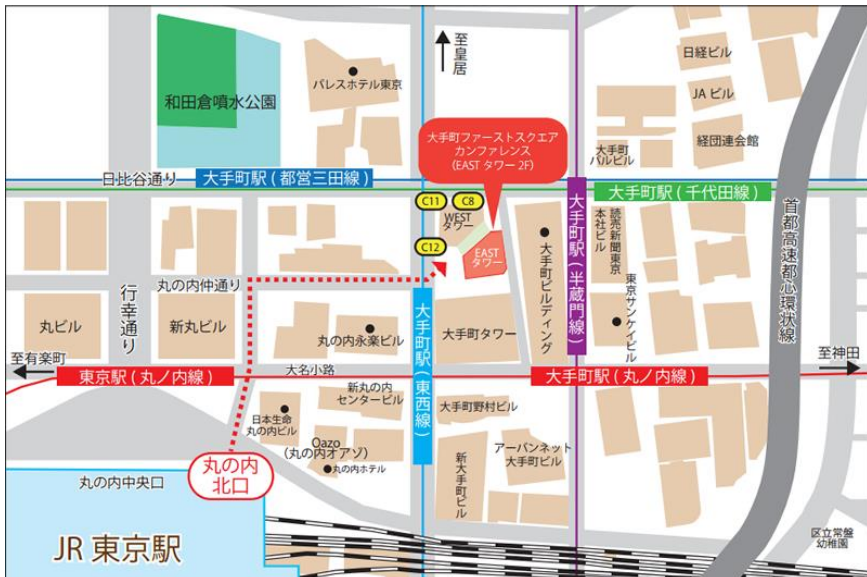 至皇居
日経ビル
JA ビル
経団連会館
パレスホテル東京
和田倉噴水公園
大手町ファーストスクエア
カンファレンス
(EAST タワー 2F)
大手町
パルビル
日比谷通り
大手町駅(都営三田線)
大手町駅(千代田線)
C11
C8
C12
WEST
タワー
EAST
タワー
大手町ビルディング
大手町駅(半蔵門線)
読売新聞東京
本社ビル
東京サンケイビル
首都高速都心環状線
丸の内仲通り
行幸通り
丸ビル
新丸ビル
丸の内永楽ビル
大手町駅(東西線)
大手町タワー
至有楽町
至神田
東京駅(丸ノ内線)
大名小路
大手町駅(丸ノ内線)
新丸の内
センタービル
日本生命
丸の内ビル
大手町野村ビル
Oazo
(丸の内オアゾ)
丸の内ホテル
新大手町ビル
アーバンネット
大手町ビル
丸の内
北口
丸の内中央口
JR 東京駅
区立常盤
幼稚園